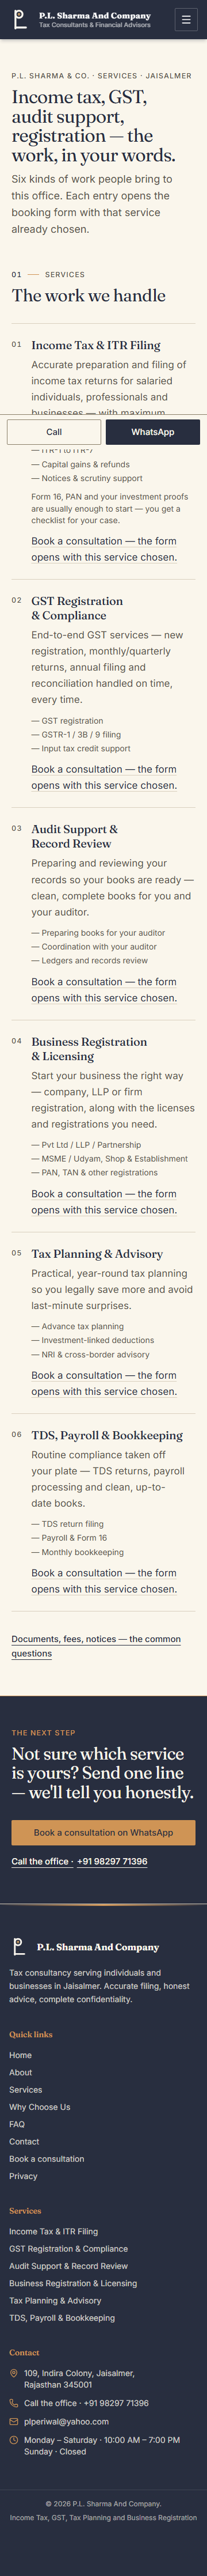 P.L. Sharma And Company
Tax Consultants & Financial Advisors
P.L. SHARMA & CO. · SERVICES · JAISALMER
Income tax, GST,
audit support,
registration — the
work, in your words.
Six kinds of work people bring to
this office. Each entry opens the
booking form with that service
already chosen.
01 — SERVICES
The work we handle
01 Income Tax & ITR Filing
Accurate preparation and filing of
income tax returns for salaried
individuals, professionals and
businesses — with maximum
Call WhatsApp
— ITR-1 to ITR-7
— Capital gains & refunds
— Notices & scrutiny support
Form 16, PAN and your investment proofs
are usually enough to start — you get a
checklist for your case.
Book a consultation — the form
opens with this service chosen.
02 GST Registration
& Compliance
End-to-end GST services — new
registration, monthly/quarterly
returns, annual filing and
reconciliation handled on time,
every time.
— GST registration
— GSTR-1 / 3B / 9 filing
— Input tax credit support
Book a consultation — the form
opens with this service chosen.
03 Audit Support &
Record Review
Preparing and reviewing your
records so your books are ready —
clean, complete books for you and
your auditor.
— Preparing books for your auditor
— Coordination with your auditor
— Ledgers and records review
Book a consultation — the form
opens with this service chosen.
04 Business Registration
& Licensing
Start your business the right way
— company, LLP or firm
registration, along with the licenses
and registrations you need.
— Pvt Ltd / LLP / Partnership
— MSME / Udyam, Shop & Establishment
— PAN, TAN & other registrations
Book a consultation — the form
opens with this service chosen.
05 Tax Planning & Advisory
Practical, year-round tax planning
so you legally save more and avoid
last-minute surprises.
— Advance tax planning
— Investment-linked deductions
— NRI & cross-border advisory
Book a consultation — the form
opens with this service chosen.
06 TDS, Payroll & Bookkeeping
Routine compliance taken off
your plate — TDS returns, payroll
processing and clean, up-to-
date books.
— TDS return filing
— Payroll & Form 16
— Monthly bookkeeping
Book a consultation — the form
opens with this service chosen.
Documents, fees, notices — the common
questions
THE NEXT STEP
Not sure which service
is yours? Send one line
— we'll tell you honestly.
Book a consultation on WhatsApp
Call the office · +91 98297 71396
P.L. Sharma And Company
Tax consultancy serving individuals and
businesses in Jaisalmer. Accurate filing, honest
advice, complete confidentiality.
Quick links
Home
About
Services
Why Choose Us
FAQ
Contact
Book a consultation
Privacy
Services
Income Tax & ITR Filing
GST Registration & Compliance
Audit Support & Record Review
Business Registration & Licensing
Tax Planning & Advisory
TDS, Payroll & Bookkeeping
Contact
109, Indira Colony, Jaisalmer,
Rajasthan 345001
Call the office · +91 98297 71396
plperiwal@yahoo.com
Monday – Saturday · 10:00 AM – 7:00 PM
Sunday · Closed
© 2026 P.L. Sharma And Company.
Income Tax, GST, Tax Planning and Business Registration